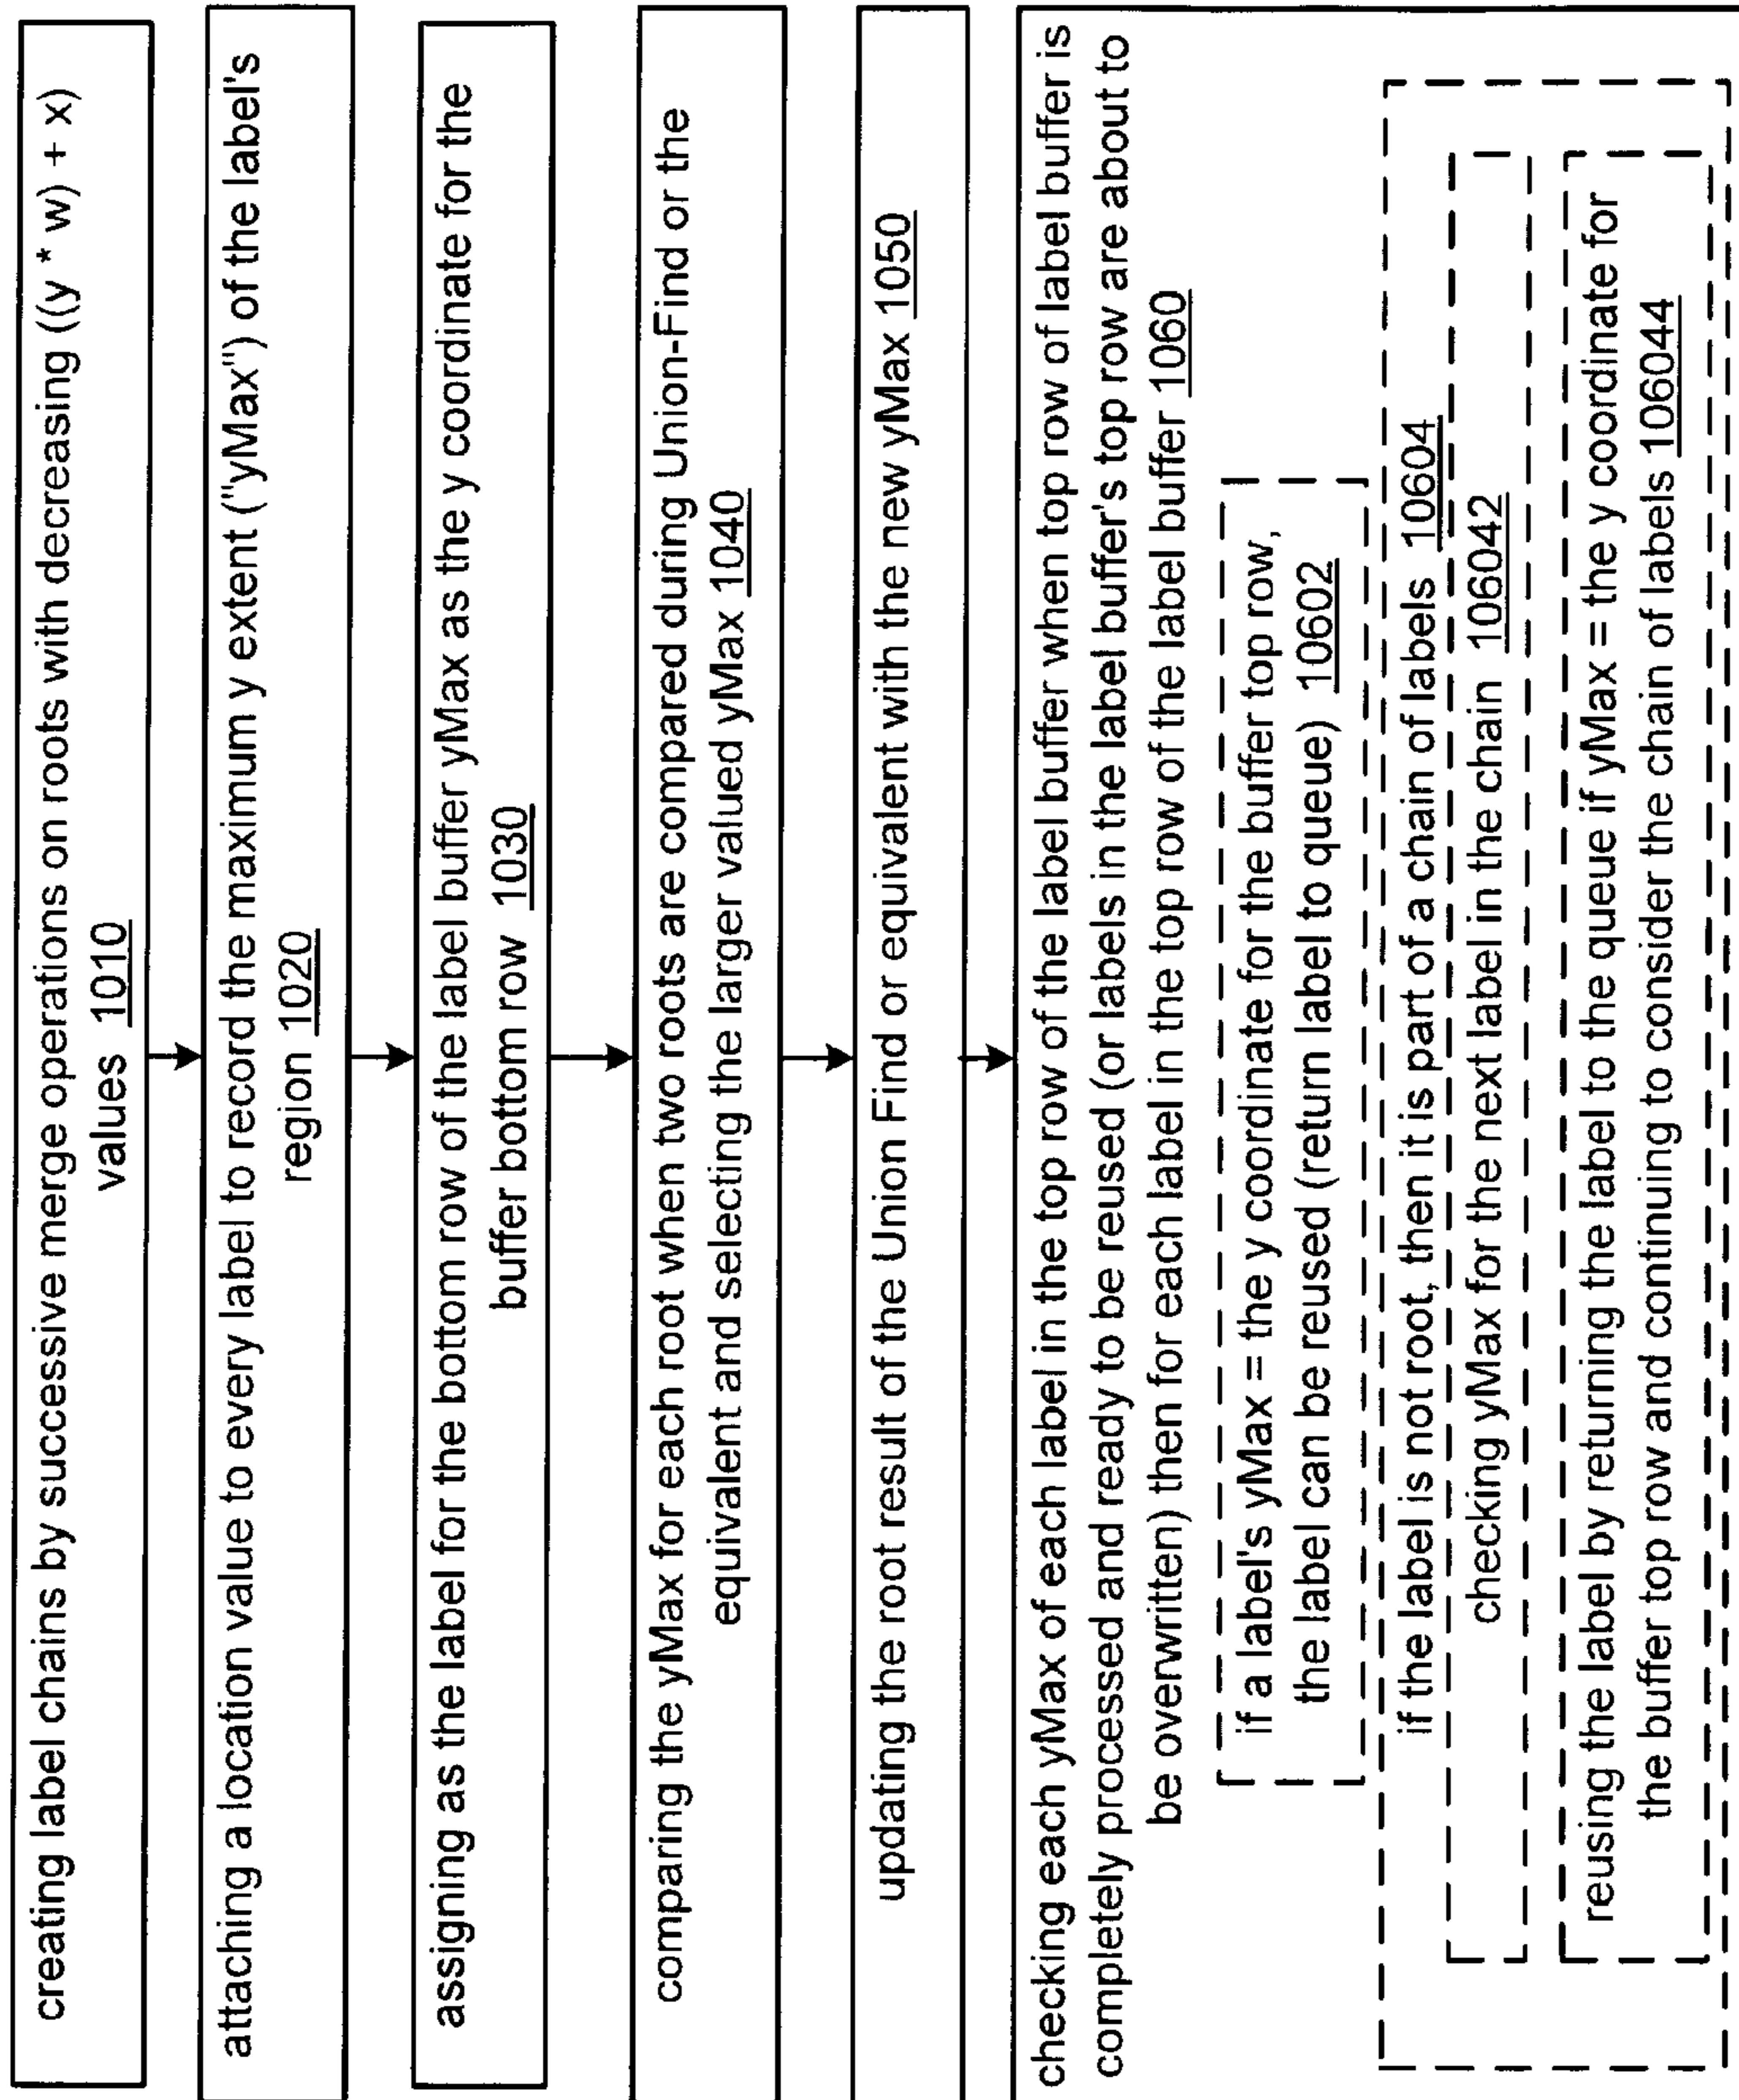 creating label chains by successive merge operations on roots with decreasing ((y * w) + x)
values 1010
attaching a location value to every label to record the maximum y extent ("yMax") of the label's
region 1020
assigning as the label for the bottom row of the label buffer yMax as the y coordinate for the
buffer bottom row 1030
comparing the yMax for each root when two roots are compared during Union-Find or the
equivalent and selecting the larger valued yMax 1040
updating the root result of the Union Find or equivalent with the new yMax 1050
checking each yMax of each label in the top row of the label buffer when top row of label buffer is
completely processed and ready to be reused (or labels in the label buffer's top row are about to
be overwritten) then for each label in the top row of the label buffer 1060
if a label's yMax = the y coordinate for the buffer top row,
the label can be reused (return label to queue) 10602
if the label is not root, then it is part of a chain of labels 10604
checking yMax for the next label in the chain 106042
reusing the label by returning the label to the queue if yMax = the y coordinate for
the buffer top row and continuing to consider the chain of labels 106044